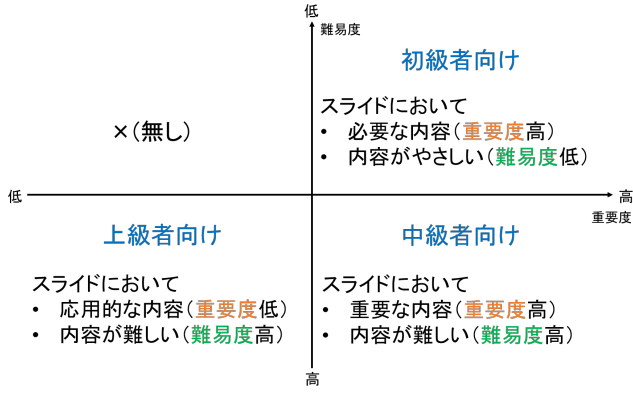 低
難易度
初級者向け
スライドにおいて
• 必要な内容（重要度高）
• 内容がやさしい（難易度低）
×（無し）
低
高
重要度
上級者向け
スライドにおいて
• 応用的な内容（重要度低）
• 内容が難しい（難易度高）
中級者向け
スライドにおいて
• 重要な内容（重要度高）
• 内容が難しい（難易度高）
高